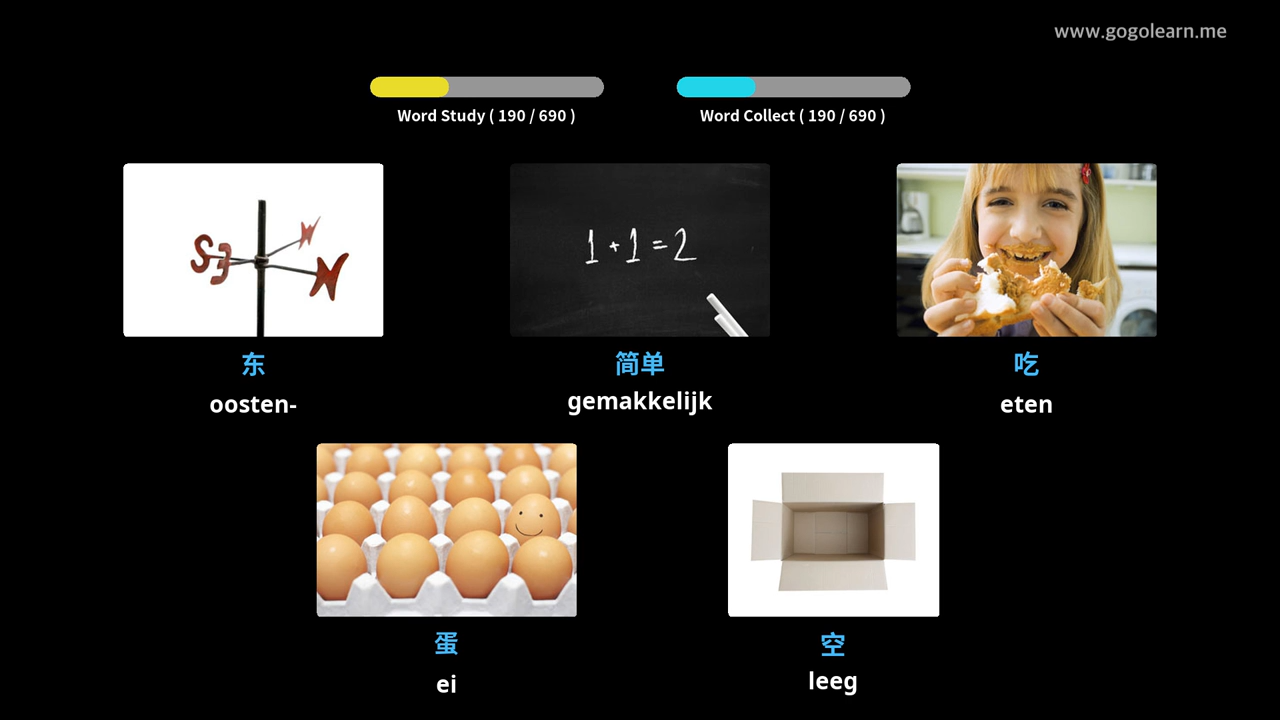 www.gogolearn.me
Word Study ( 190 / 690 )
Word Collect ( 190 / 690 )
S E N W
1 + 1 = 2
东
oosten-
简单
gemakkelijk
吃
eten
蛋
ei
空
leeg